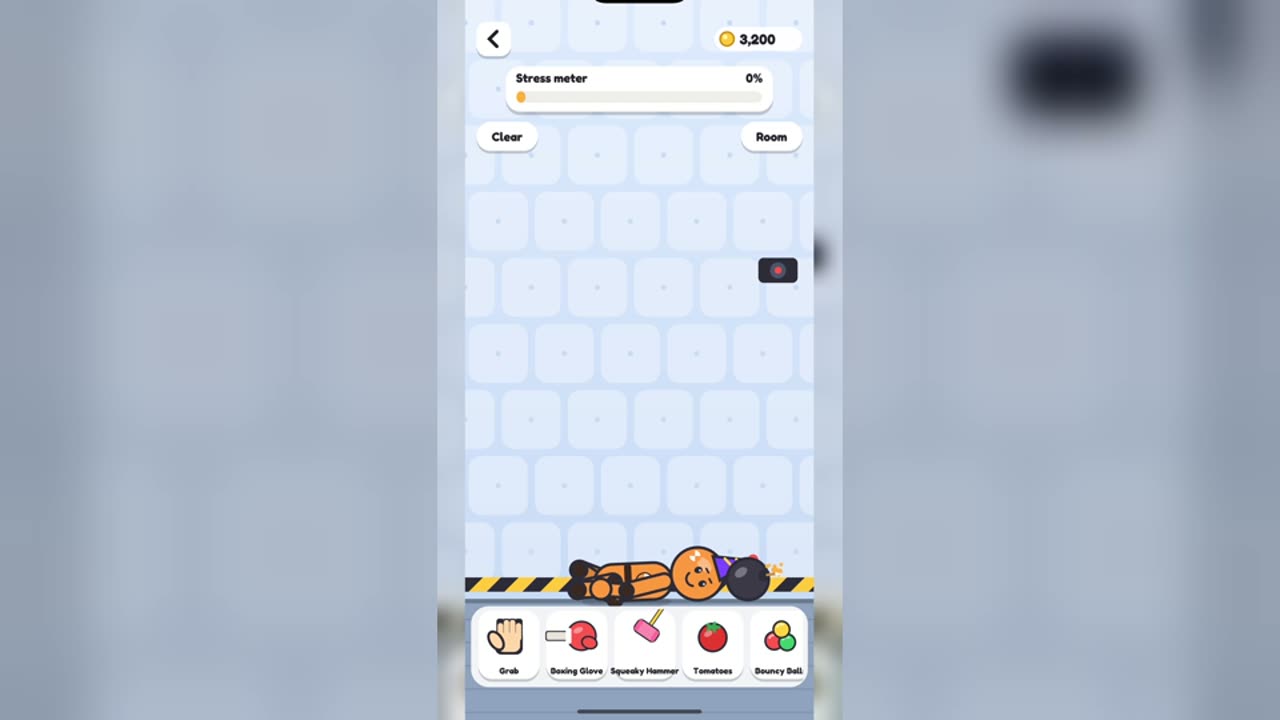 3,200
Stress meter 0%
Clear Room
Grab Boxing Glove Squeaky Hammer Tomatoes Bouncy Ball